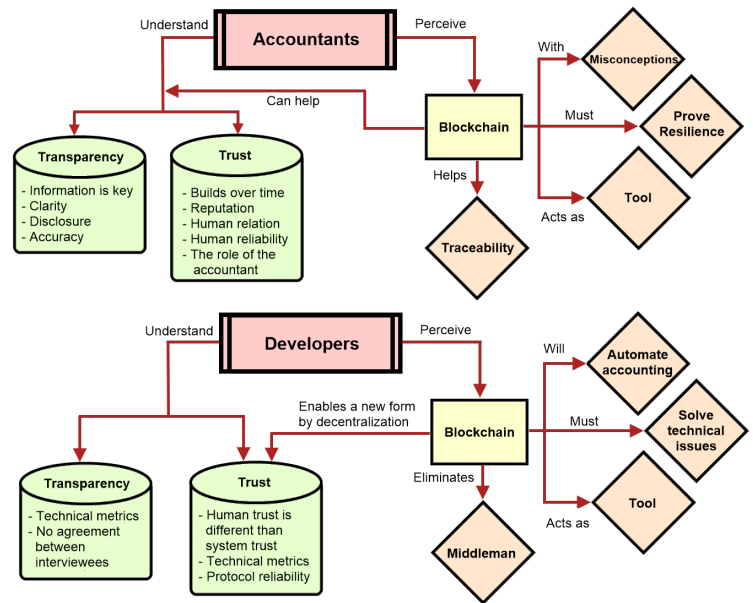 Understand
Accountants
Perceive
With
Misconceptions
Can help
Blockchain
Must
Prove
Resilience
Transparency
- Information is key
- Clarity
- Disclosure
- Accuracy
Trust
- Builds over time
- Reputation
- Human relation
- Human reliability
- The role of the
accountant
Helps
Traceability
Acts as
Tool
Understand
Developers
Perceive
Will
Automate
accounting
Enables a new form
by decentralization
Blockchain
Must
Solve
technical
issues
Transparency
- Technical metrics
- No agreement
between
interviewees
Trust
- Human trust is
different than
system trust
- Technical metrics
- Protocol reliability
Eliminates
Middleman
Acts as
Tool